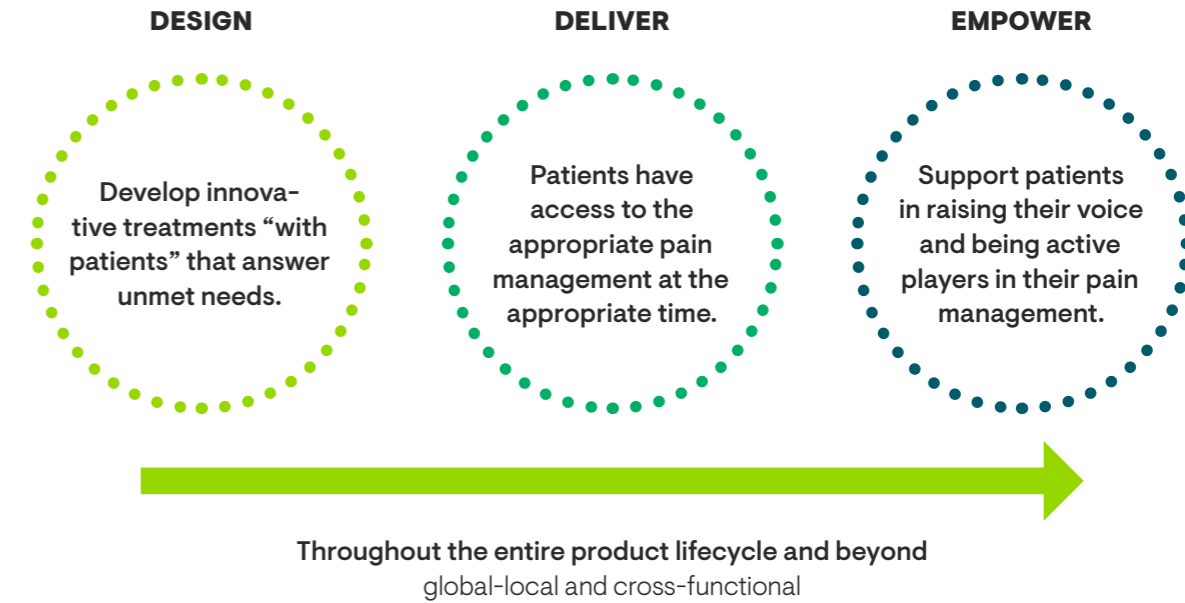 DESIGN
DELIVER
EMPOWER
Develop innova-
tive treatments “with
patients” that answer
unmet needs.
Patients have
access to the
appropriate pain
management at the
appropriate time.
Support patients
in raising their voice
and being active
players in their pain
management.
Throughout the entire product lifecycle and beyond
global-local and cross-functional